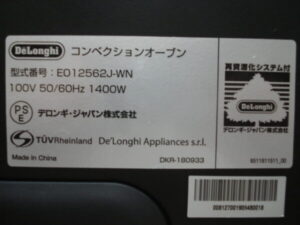 DeLonghi コンベクションオーブン
型式番号：EO12562J-WN
100V 50/60Hz 1400W
デロンギ・ジャパン株式会社
PS
E
TÜVRheinland De'Longhi Appliances s.r.l.
Made in China
DKR-180933
再資源化システム付
DeLonghi
デロンギ・ジャパン株式会社